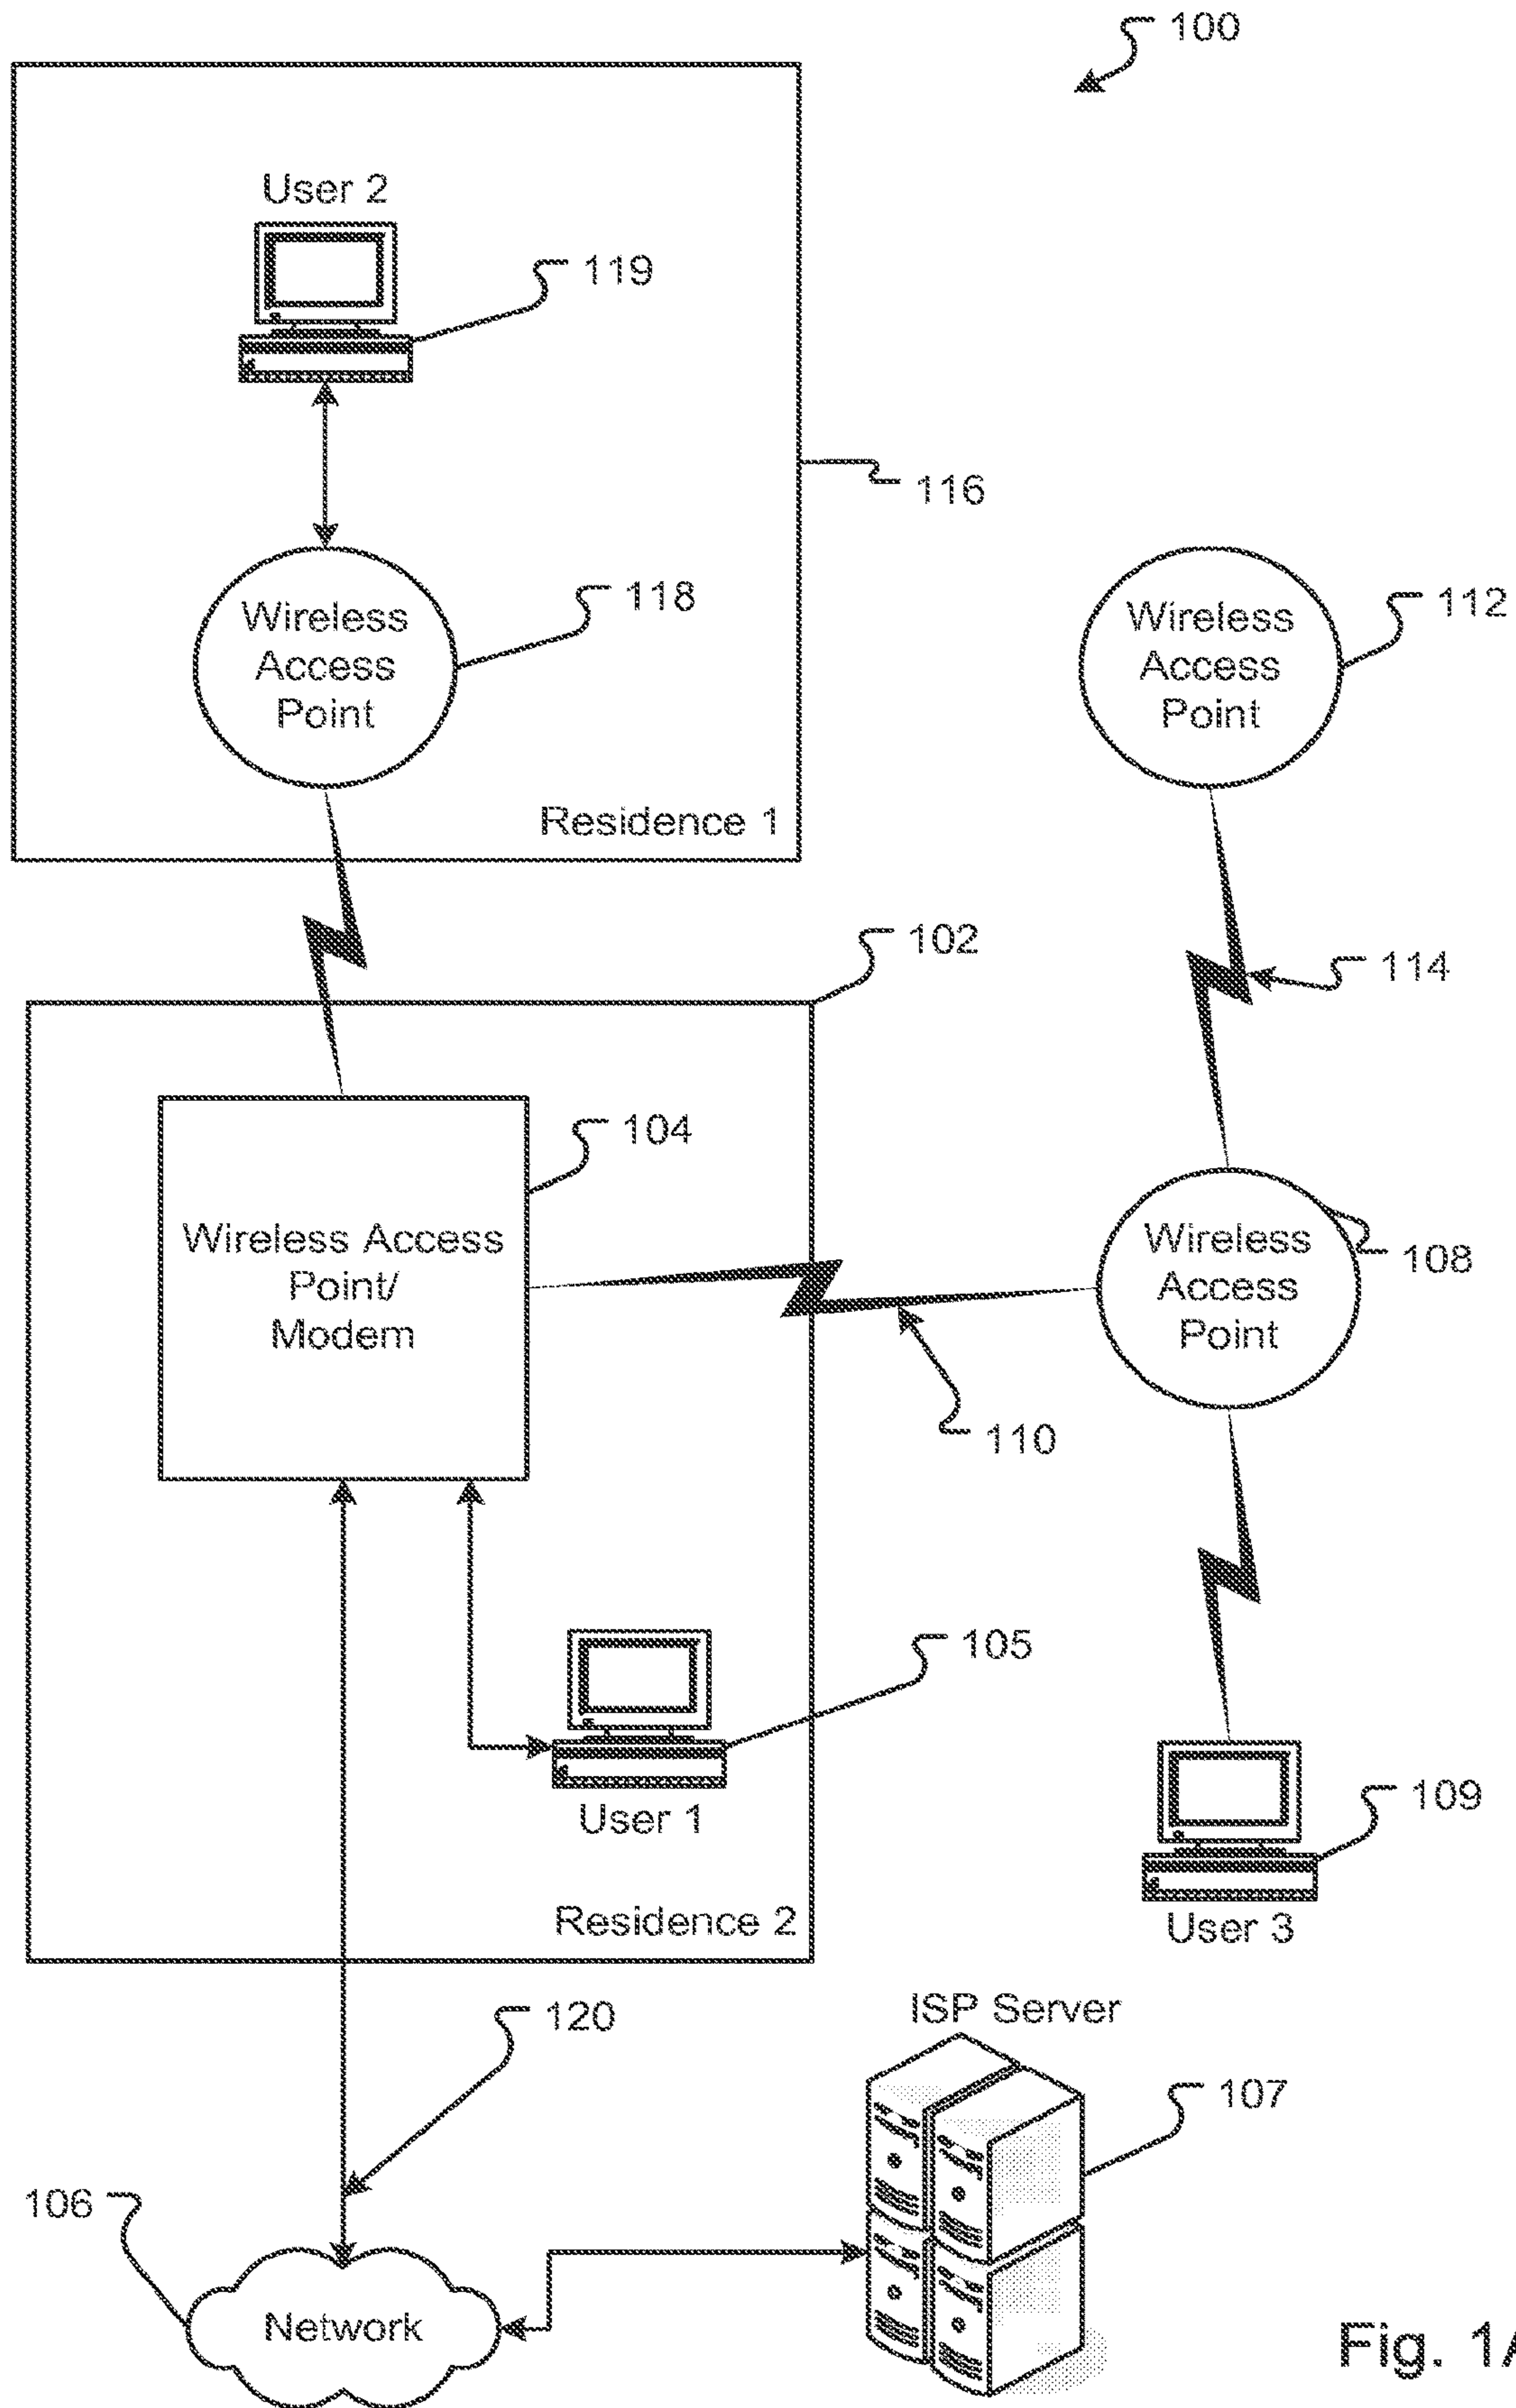 100
User 2
119
116
Wireless
Access
Point
118
Wireless
Access
Point
112
Residence 1
102
114
104
Wireless Access
Point/
Modem
Wireless
Access
Point
108
110
105
User 1
109
User 3
Residence 2
120
ISP Server
107
106
Network
Fig. 1A